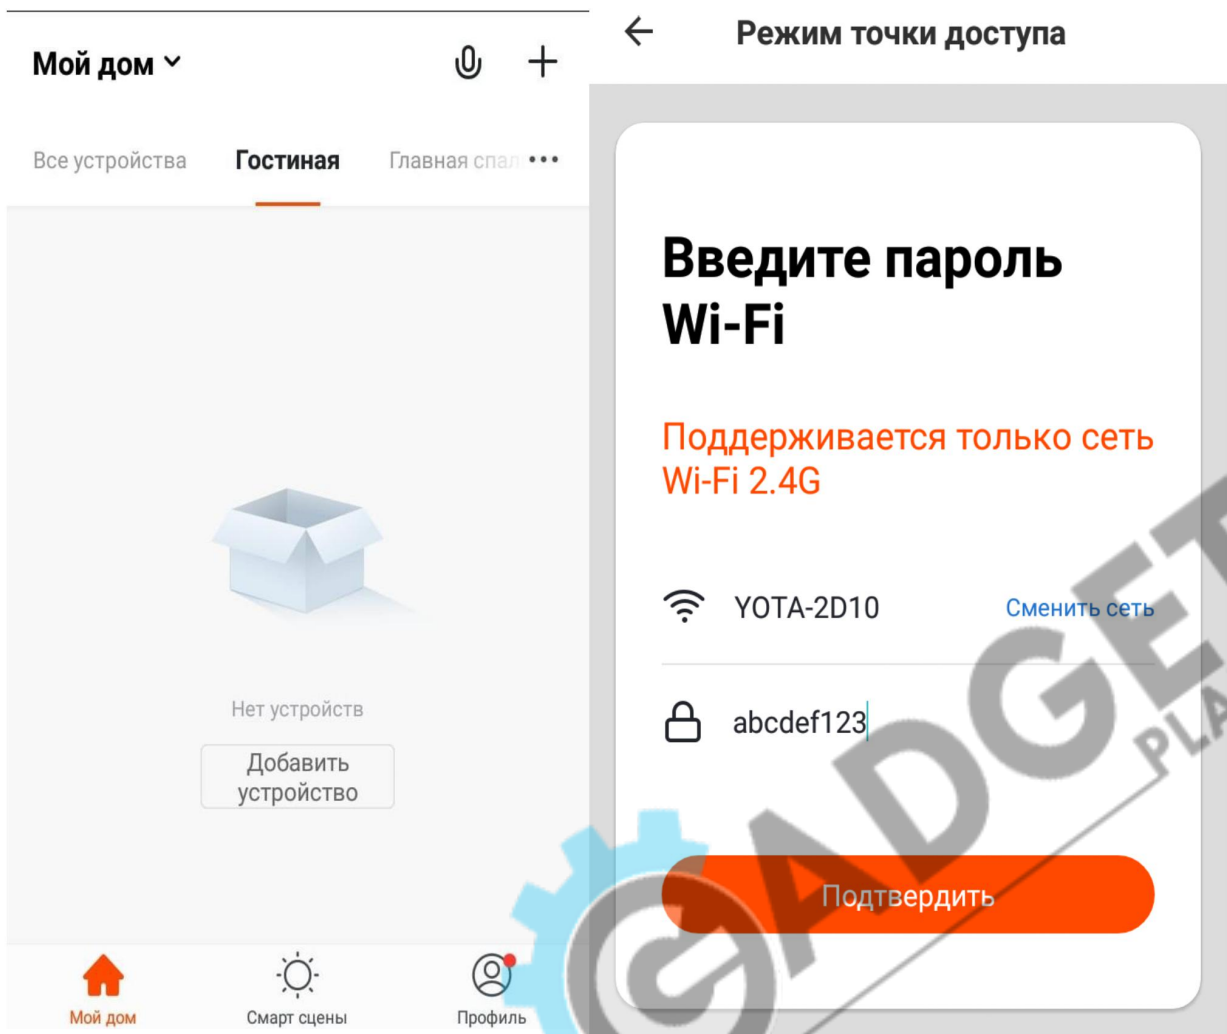 Мой дом
Все устройства Гостиная Главная спал
Нет устройств
Добавить
устройство
Мой дом Смарт сцены Профиль
Режим точки доступа
Введите пароль
Wi-Fi
Поддерживается только сеть
Wi-Fi 2.4G
YOTA-2D10 Сменить сеть
abcdef123
Подтвердить
GADGET
PLA